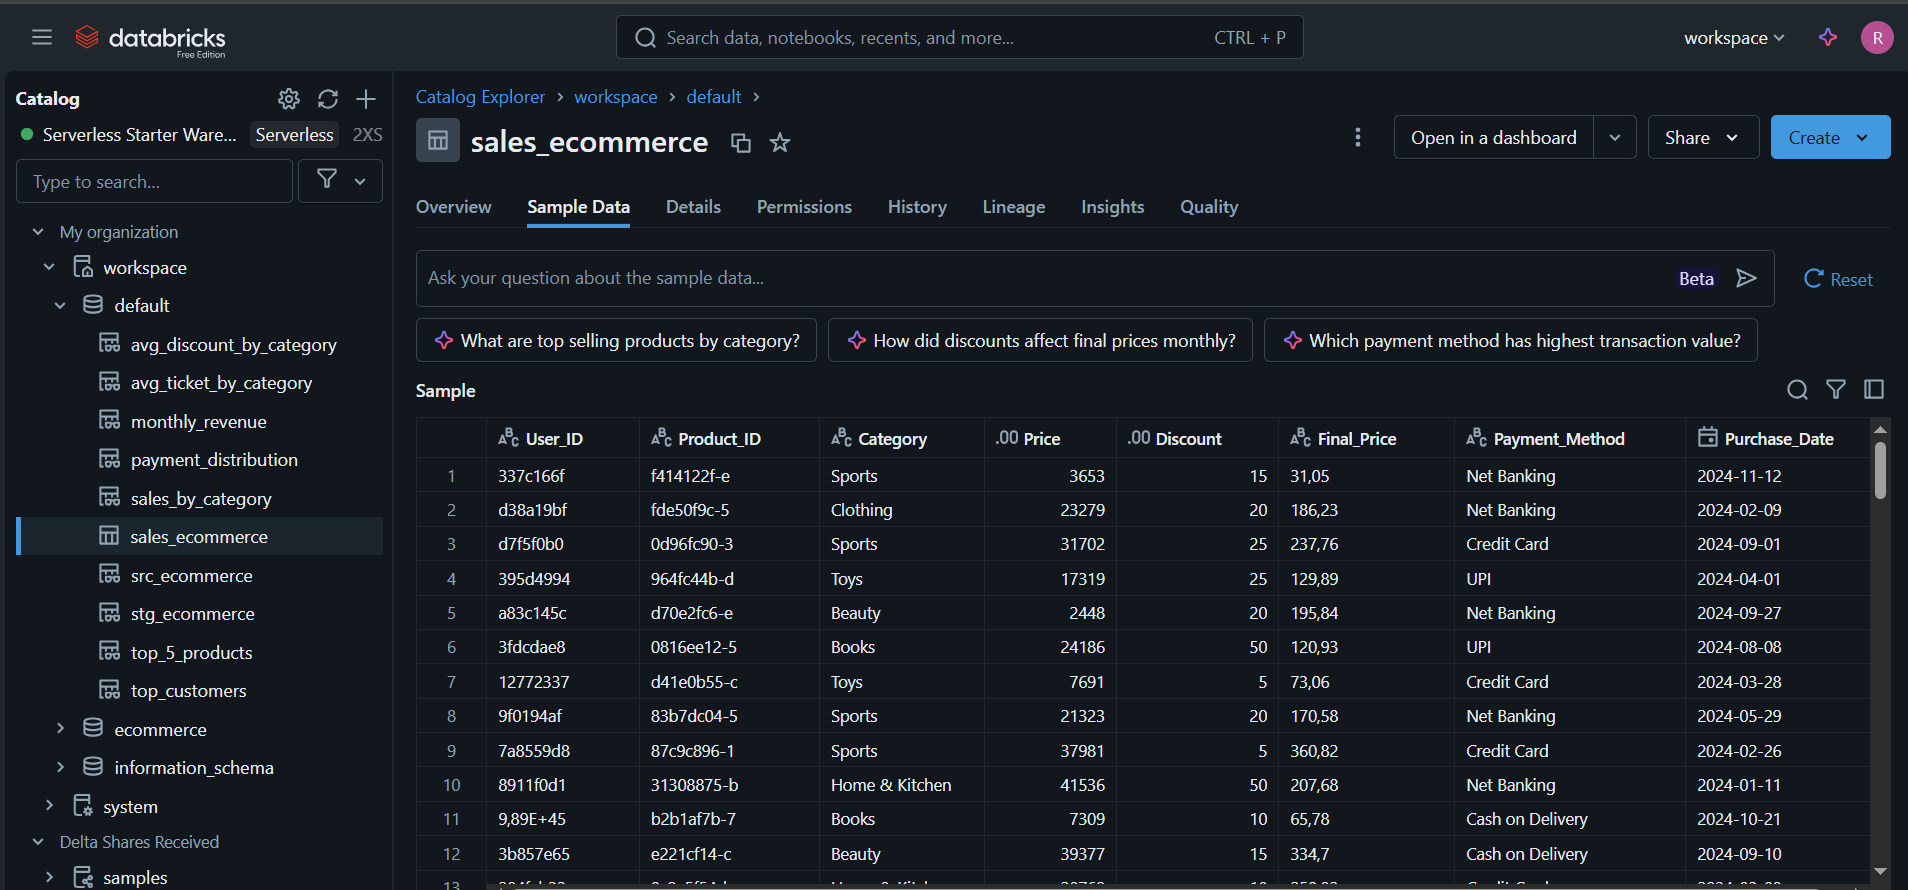 databricks
Free Edition
Search data, notebooks, recents, and more...
CTRL + P
workspace
R
Catalog
Serverless Starter Ware...
Serverless
2XS
Type to search...
My organization
workspace
default
avg_discount_by_category
avg_ticket_by_category
monthly_revenue
payment_distribution
sales_by_category
sales_ecommerce
src_ecommerce
stg_ecommerce
top_5_products
top_customers
ecommerce
information_schema
system
Delta Shares Received
samples
Catalog Explorer > workspace > default >
sales_ecommerce
Open in a dashboard
Share
Create
Overview
Sample Data
Details
Permissions
History
Lineage
Insights
Quality
Ask your question about the sample data...
Beta
Reset
What are top selling products by category?
How did discounts affect final prices monthly?
Which payment method has highest transaction value?
Sample
User_ID Product_ID Category .00 Price .00 Discount Final_Price Payment_Method Purchase_Date
1 337c166f f414122f-e Sports 3653 15 31,05 Net Banking 2024-11-12
2 d38a19bf fde50f9c-5 Clothing 23279 20 186,23 Net Banking 2024-02-09
3 d7f5f0b0 0d96fc90-3 Sports 31702 25 237,76 Credit Card 2024-09-01
4 395d4994 964fc44b-d Toys 17319 25 129,89 UPI 2024-04-01
5 a83c145c d70e2fc6-e Beauty 2448 20 195,84 Net Banking 2024-09-27
6 3fdcdae8 0816ee12-5 Books 24186 50 120,93 UPI 2024-08-08
7 12772337 d41e0b55-c Toys 7691 5 73,06 Credit Card 2024-03-28
8 9f0194af 83b7dc04-5 Sports 21323 20 170,58 Net Banking 2024-05-29
9 7a8559d8 87c9c896-1 Sports 37981 5 360,82 Credit Card 2024-02-26
10 8911f0d1 31308875-b Home & Kitchen 41536 50 207,68 Net Banking 2024-01-11
11 9,89E+45 b2b1af7b-7 Books 7309 10 65,78 Cash on Delivery 2024-10-21
12 3b857e65 e221cf14-c Beauty 39377 15 334,7 Cash on Delivery 2024-09-10
13